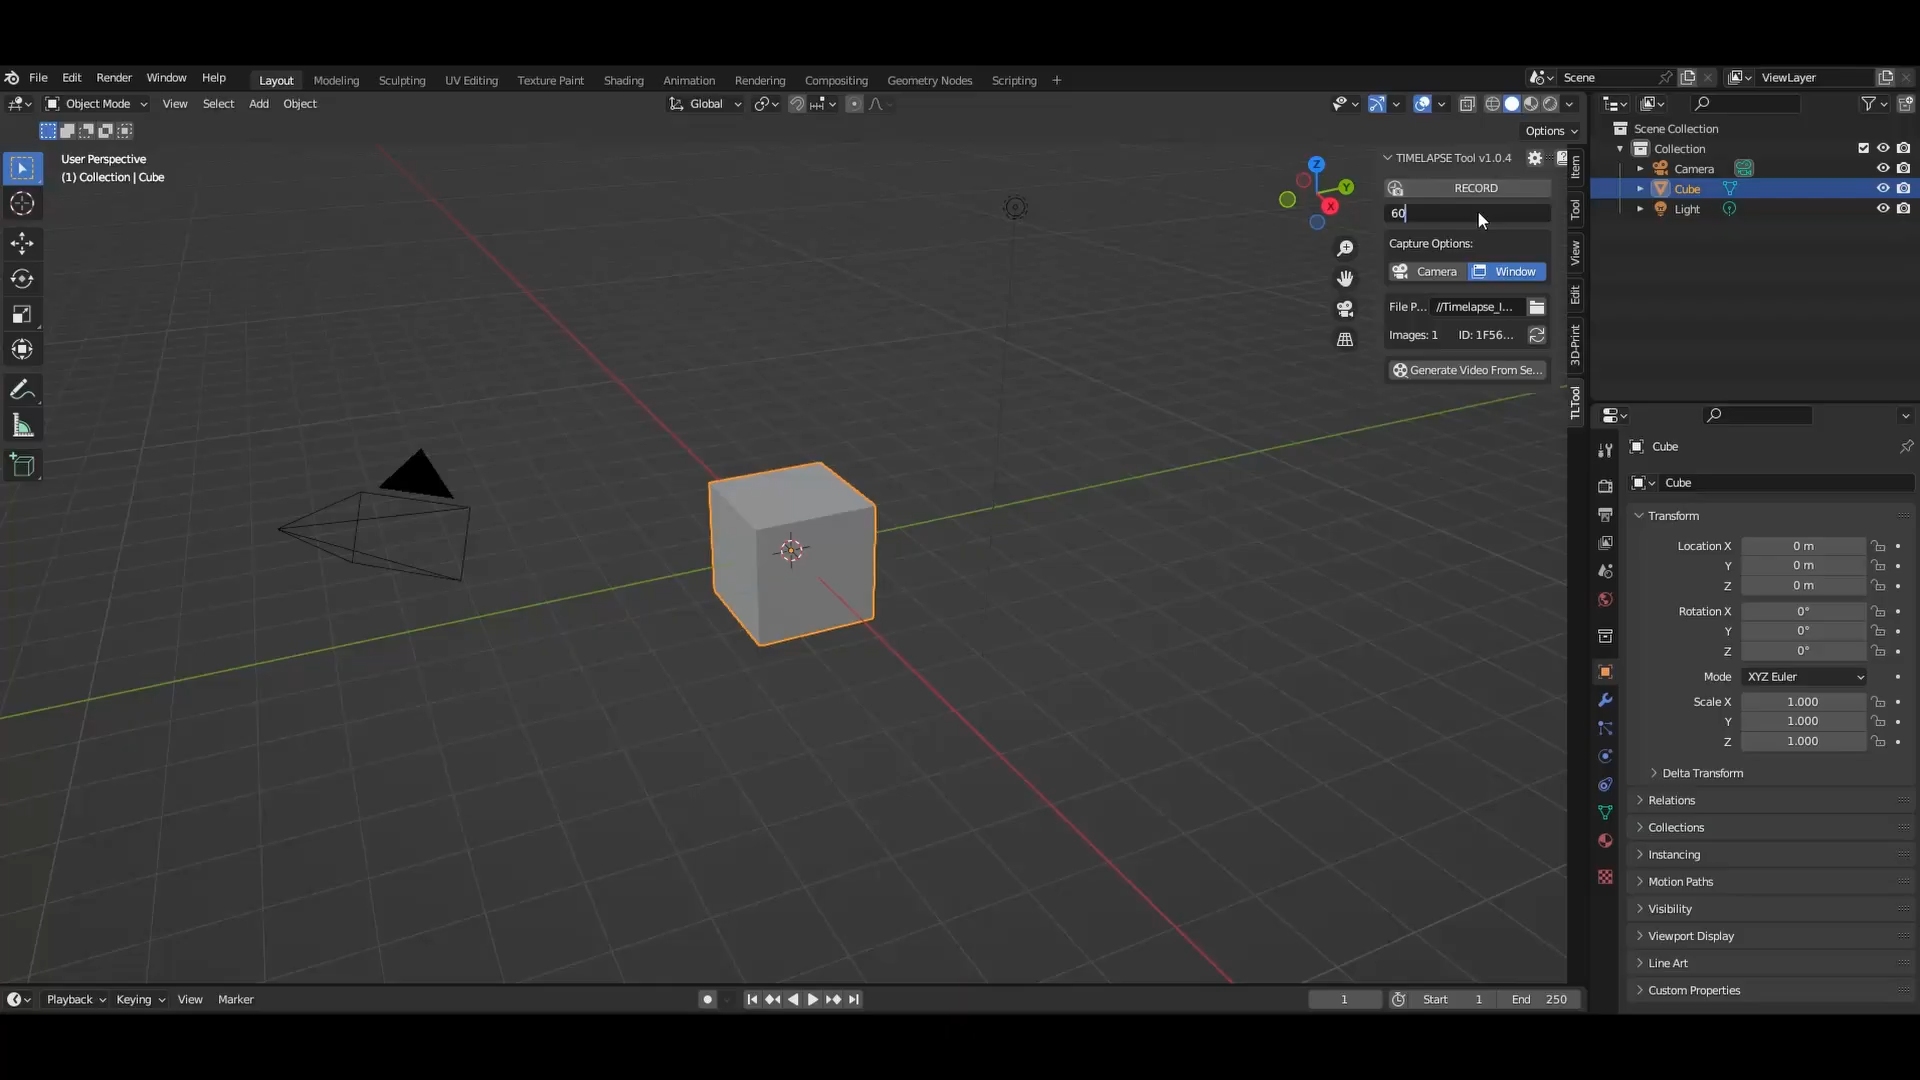 File Edit Render Window Help Layout Modeling Sculpting UV Editing Texture Paint Shading Animation Rendering Compositing Geometry Nodes Scripting + Scene ViewLayer
Object Mode View Select Add Object Global
Options
User Perspective
(1) Collection | Cube
TIMELAPSE Tool v1.0.4
RECORD
60
Capture Options:
Camera Window
File P... //Timelapse_I...
Images: 1 ID: 1F56...
Generate Video From Se...
Z
Y
X
Item
Tool
View
Edit
3D-Print
TLTool
Scene Collection
Collection
Camera
Cube
Light
Cube
Cube
Transform
Location X 0 m
Y 0 m
Z 0 m
Rotation X 0°
Y 0°
Z 0°
Mode XYZ Euler
Scale X 1.000
Y 1.000
Z 1.000
Delta Transform
Relations
Collections
Instancing
Motion Paths
Visibility
Viewport Display
Line Art
Custom Properties
Playback Keying View Marker 1 Start 1 End 250